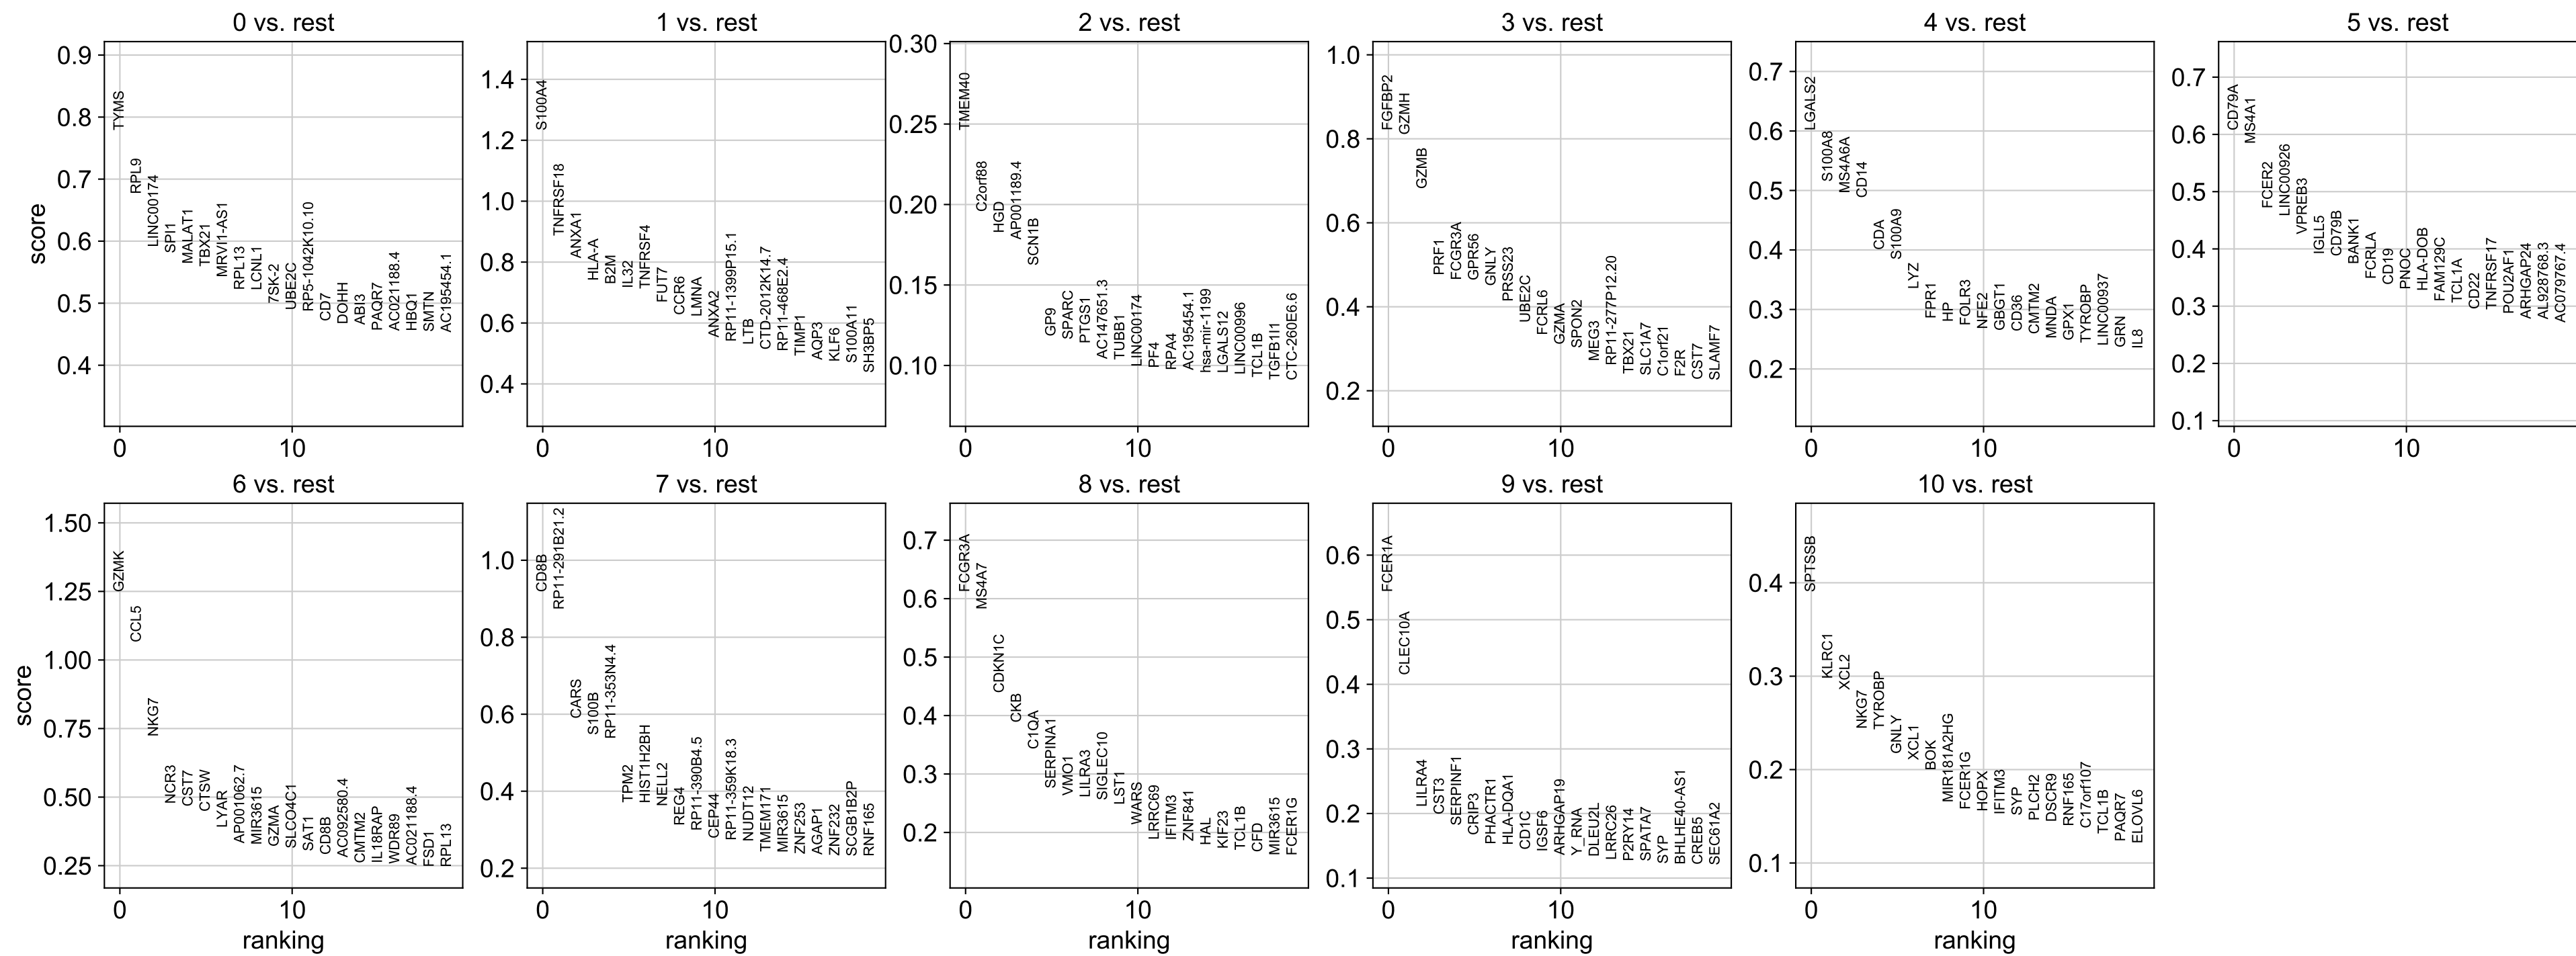 0 vs. rest
score
0.9
0.8
0.7
0.6
0.5
0.4
TYMS
RPL9
LINC00174
SPI1
MALAT1
TBX21
MRVI1-AS1
RPL13
LCNL1
7SK-2
UBE2C
RP5-1042K10.10
CD7
DOHH
ABI3
PAQR7
AC021188.4
HBQ1
SMTN
AC195454.1
0
10
1 vs. rest
1.4
1.2
1.0
0.8
0.6
0.4
S100A4
TNFRSF18
ANXA1
HLA-A
B2M
IL32
TNFRSF4
FUT7
CCR6
LMNA
ANXA2
RP11-1399P15.1
LTB
CTD-2012K14.7
RP11-468E2.4
TIMP1
AQP3
KLF6
S100A11
SH3BP5
0
10
2 vs. rest
0.30
0.25
0.20
0.15
0.10
TMEM40
C2orf88
HGD
AP001189.4
SCN1B
GP9
SPARC
PTGS1
AC147651.3
TUBB1
LINC00174
PF4
RPA4
AC195454.1
hsa-mir-1199
LGALS12
LINC00996
TCL1B
TGFB1I1
CTC-260E6.6
0
10
3 vs. rest
1.0
0.8
0.6
0.4
0.2
FGFBP2
GZMH
GZMB
PRF1
FCGR3A
GPR56
GNLY
PRSS23
UBE2C
FCRL6
GZMA
SPON2
MEG3
RP11-277P12.20
TBX21
SLC1A7
C1orf21
F2R
CST7
SLAMF7
0
10
4 vs. rest
0.7
0.6
0.5
0.4
0.3
0.2
LGALS2
S100A8
MS4A6A
CD14
CDA
S100A9
LYZ
FPR1
HP
FOLR3
NFE2
GBGT1
CD36
CMTM2
MNDA
GPX1
TYROBP
LINC00937
GRN
IL8
0
10
5 vs. rest
0.7
0.6
0.5
0.4
0.3
0.2
0.1
CD79A
MS4A1
FCER2
LINC00926
VPREB3
IGLL5
CD79B
BANK1
FCRLA
CD19
PNOC
HLA-DOB
FAM129C
TCL1A
CD22
TNFRSF17
POU2AF1
ARHGAP24
AL928768.3
AC079767.4
0
10
6 vs. rest
score
1.50
1.25
1.00
0.75
0.50
0.25
GZMK
CCL5
NKG7
NCR3
CST7
CTSW
LYAR
AP001062.7
MIR3615
GZMA
SLCO4C1
SAT1
CD8B
AC092580.4
CMTM2
IL18RAP
WDR89
AC021188.4
FSD1
RPL13
0
10
ranking
7 vs. rest
1.0
0.8
0.6
0.4
0.2
CD8B
RP11-291B21.2
CARS
S100B
RP11-353N4.4
TPM2
HIST1H2BH
NELL2
REG4
RP11-390B4.5
CEP44
RP11-359K18.3
NUDT12
TMEM171
MIR3615
ZNF253
AGAP1
ZNF232
SCGB1B2P
RNF165
0
10
ranking
8 vs. rest
0.7
0.6
0.5
0.4
0.3
0.2
FCGR3A
MS4A7
CDKN1C
CKB
C1QA
SERPINA1
VMO1
LILRA3
SIGLEC10
LST1
WARS
LRRC69
IFITM3
ZNF841
HAL
KIF23
TCL1B
CFD
MIR3615
FCER1G
0
10
ranking
9 vs. rest
0.6
0.5
0.4
0.3
0.2
0.1
FCER1A
CLEC10A
LILRA4
CST3
SERPINF1
CRIP3
PHACTR1
HLA-DQA1
CD1C
IGSF6
ARHGAP19
Y_RNA
DLEU2L
LRRC26
P2RY14
SPATA7
SYP
BHLHE40-AS1
CREB5
SEC61A2
0
10
ranking
10 vs. rest
0.4
0.3
0.2
0.1
SPTSSB
KLRC1
XCL2
NKG7
TYROBP
GNLY
XCL1
BOK
MIR181A2HG
FCER1G
HOPX
IFITM3
SYP
PLCH2
DSCR9
RNF165
C17orf107
TCL1B
PAQR7
ELOVL6
0
10
ranking